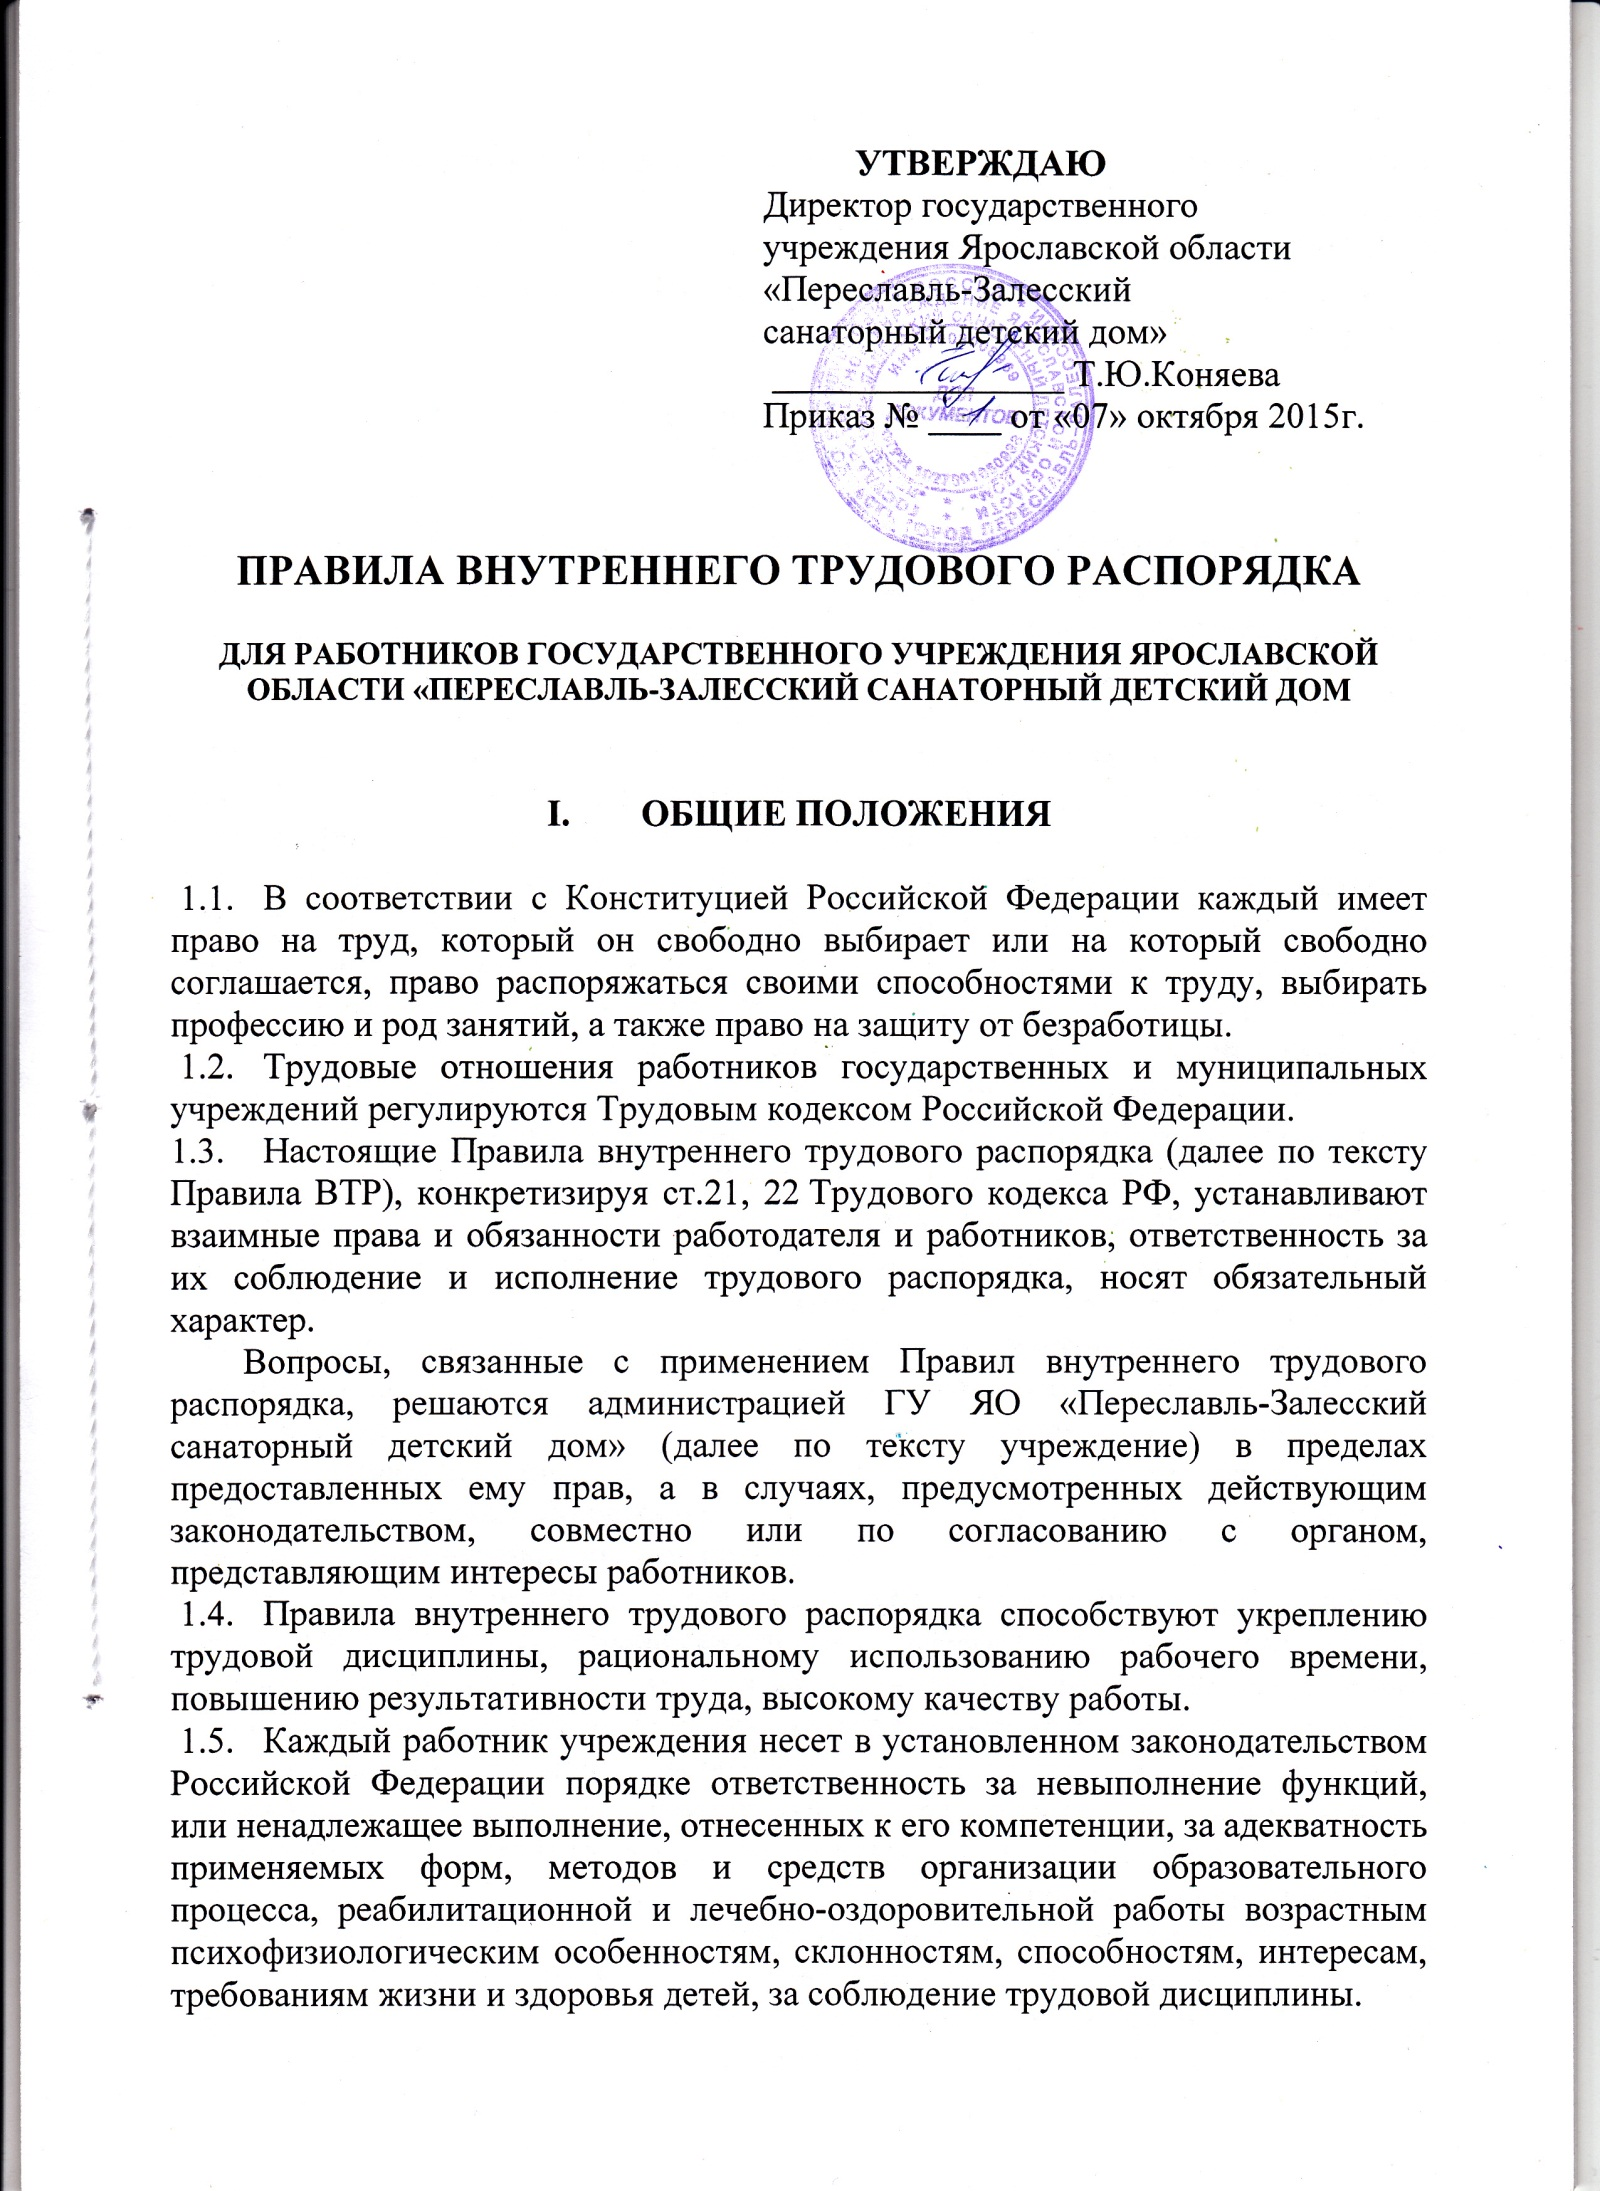 УТВЕРЖДАЮ
Директор государственного
учреждения Ярославской области
«Переславль-Залесский
санаторный детский дом»
________________ Т.Ю.Коняева
Приказ № ____ от «07» октября 2015г.
ДЛЯ
ДОКУМЕНТОВ
ПРАВИЛА ВНУТРЕННЕГО ТРУДОВОГО РАСПОРЯДКА
ДЛЯ РАБОТНИКОВ ГОСУДАРСТВЕННОГО УЧРЕЖДЕНИЯ ЯРОСЛАВСКОЙ
ОБЛАСТИ «ПЕРЕСЛАВЛЬ-ЗАЛЕССКИЙ САНАТОРНЫЙ ДЕТСКИЙ ДОМ
I. ОБЩИЕ ПОЛОЖЕНИЯ
1.1. В соответствии с Конституцией Российской Федерации каждый имеет
право на труд, который он свободно выбирает или на который свободно
соглашается, право распоряжаться своими способностями к труду, выбирать
профессию и род занятий, а также право на защиту от безработицы.
1.2. Трудовые отношения работников государственных и муниципальных
учреждений регулируются Трудовым кодексом Российской Федерации.
1.3. Настоящие Правила внутреннего трудового распорядка (далее по тексту
Правила ВТР), конкретизируя ст.21, 22 Трудового кодекса РФ, устанавливают
взаимные права и обязанности работодателя и работников, ответственность за
их соблюдение и исполнение трудового распорядка, носят обязательный
характер.
Вопросы, связанные с применением Правил внутреннего трудового
распорядка, решаются администрацией ГУ ЯО «Переславль-Залесский
санаторный детский дом» (далее по тексту учреждение) в пределах
предоставленных ему прав, а в случаях, предусмотренных действующим
законодательством, совместно или по согласованию с органом,
представляющим интересы работников.
1.4. Правила внутреннего трудового распорядка способствуют укреплению
трудовой дисциплины, рациональному использованию рабочего времени,
повышению результативности труда, высокому качеству работы.
1.5. Каждый работник учреждения несет в установленном законодательством
Российской Федерации порядке ответственность за невыполнение функций,
или ненадлежащее выполнение, отнесенных к его компетенции, за адекватность
применяемых форм, методов и средств организации образовательного
процесса, реабилитационной и лечебно-оздоровительной работы возрастным
психофизиологическим особенностям, склонностям, способностям, интересам,
требованиям жизни и здоровья детей, за соблюдение трудовой дисциплины.